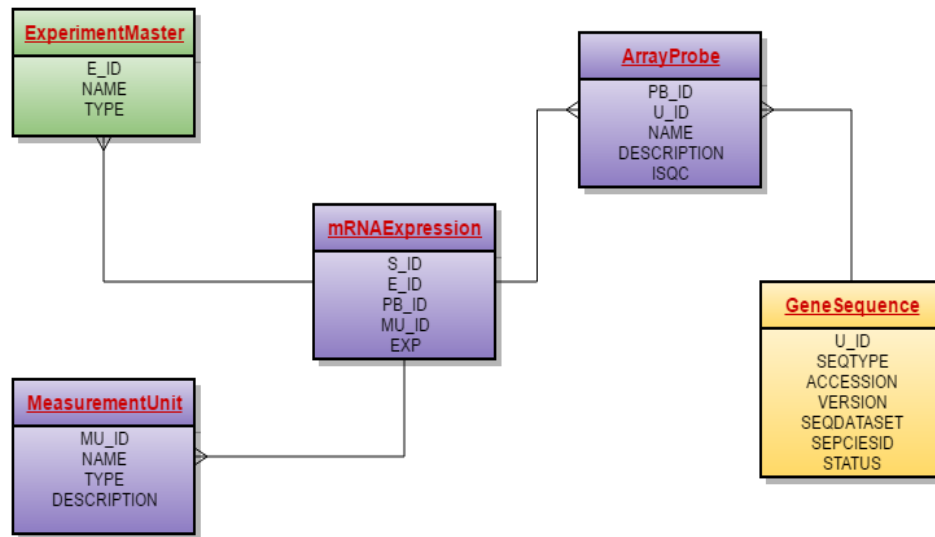 ExperimentMaster
E_ID
NAME
TYPE
ArrayProbe
PB_ID
U_ID
NAME
DESCRIPTION
ISQC
mRNAExpression
S_ID
E_ID
PB_ID
MU_ID
EXP
GeneSequence
U_ID
SEQTYPE
ACCESSION
VERSION
SEQDATASET
SEPCIESID
STATUS
MeasurementUnit
MU_ID
NAME
TYPE
DESCRIPTION